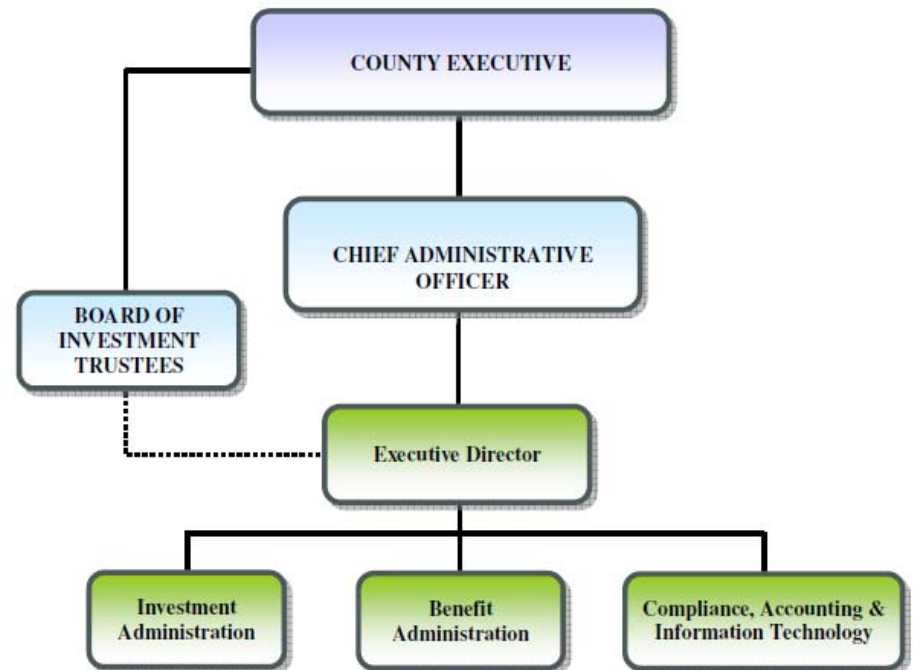 COUNTY EXECUTIVE
CHIEF ADMINISTRATIVE
OFFICER
BOARD OF
INVESTMENT
TRUSTEES
Executive Director
Investment
Administration
Benefit
Administration
Compliance, Accounting &
Information Technology